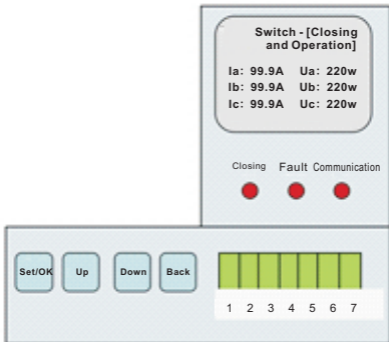 Switch - [Closing
and Operation]
Ia: 99.9A Ua: 220w
Ib: 99.9A Ub: 220w
Ic: 99.9A Uc: 220w
Closing Fault Communication
Set/OK Up Down Back
1 2 3 4 5 6 7